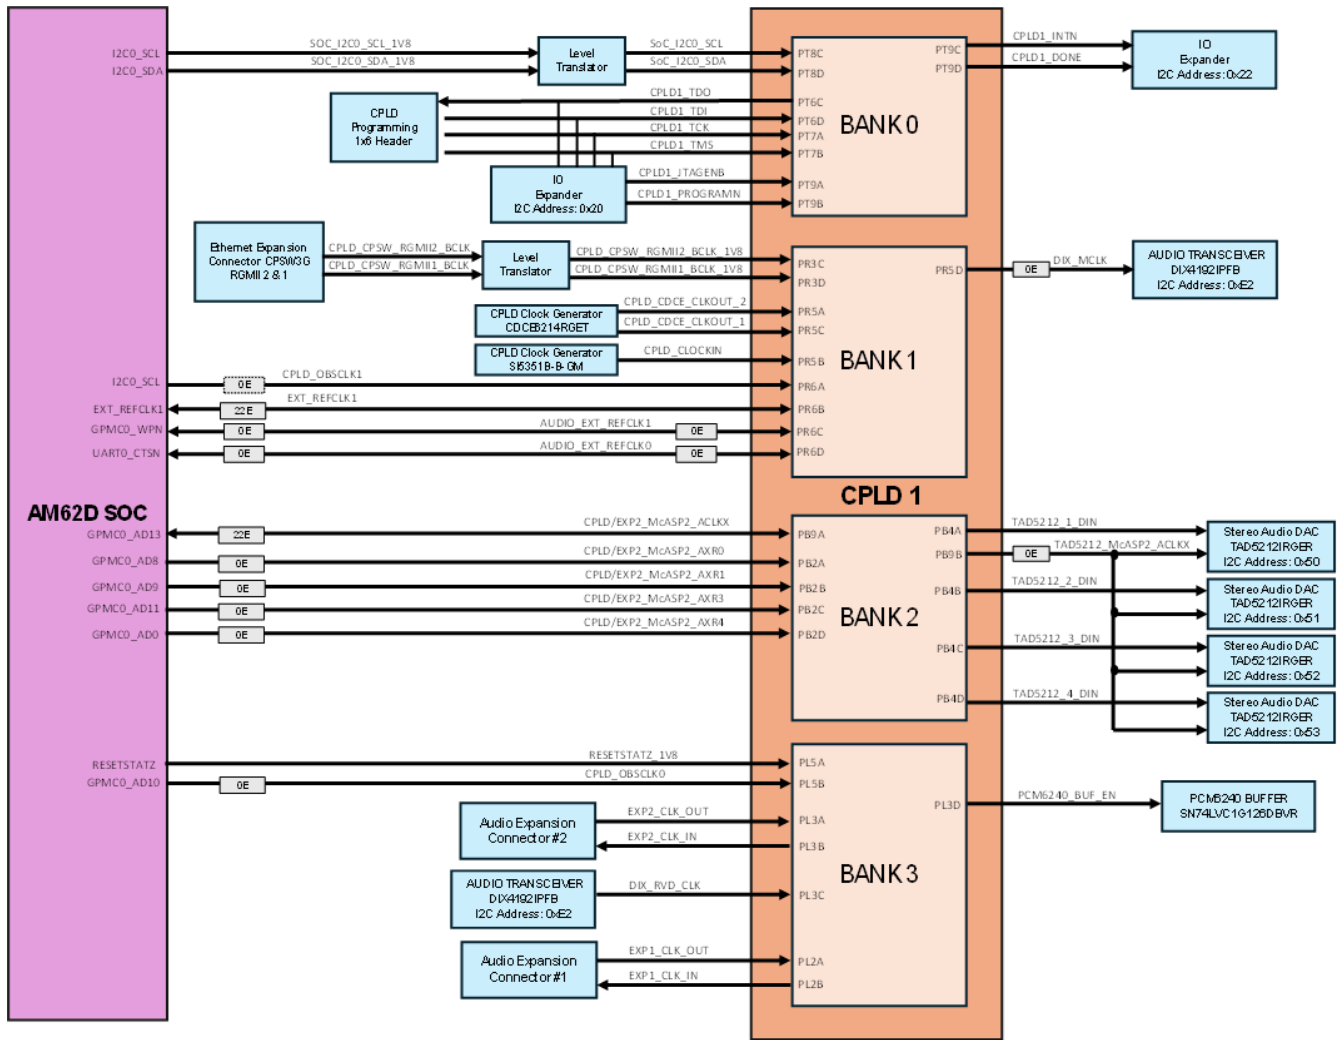 I2C0_SCL
SOC_I2C0_SCL_1V8
Level
Translator
SoC_I2C0_SCL
PT8C
PT9C
CPLD1_INTN
IO
Expander
I2C Address: 0x22
I2C0_SDA
SOC_I2C0_SDA_1V8
SoC_I2C0_SDA
PT8D
PT9D
CPLD1_DONE
CPLD
Programming
1x6 Header
CPLD1_TDO
PT6C
CPLD1_TDI
PT6D
CPLD1_TCK
PT7A
CPLD1_TMS
PT7B
BANK 0
IO
Expander
I2C Address: 0x20
CPLD1_JTAGENB
PT9A
CPLD1_PROGRAMN
PT9B
Ethernet Expansion
Connector CPSW3G
RGMII 2 & 1
CPLD_CPSW_RGMII2_BCLK
CPLD_CPSW_RGMII1_BCLK
Level
Translator
CPLD_CPSW_RGMII2_BCLK_1V8
CPLD_CPSW_RGMII1_BCLK_1V8
PR3C
PR3D
PR5D
0E
DIX_MCLK
AUDIO TRANSCEIVER
DIX4192IPFB
I2C Address: 0xE2
CPLD Clock Generator
CDCE6214RGET
CPLD_CDCE_CLKOUT_2
PR5A
CPLD_CDCE_CLKOUT_1
PR5C
CPLD Clock Generator
SI5351B-B-GM
CPLD_CLOCKIN
PR5B
BANK 1
I2C0_SCL
0E
CPLD_OBSCLK1
PR6A
EXT_REFCLK1
22E
EXT_REFCLK1
PR6B
GPMC0_WPN
0E
AUDIO_EXT_REFCLK1
0E
PR6C
UART0_CTSN
0E
AUDIO_EXT_REFCLK0
0E
PR6D
AM62D SOC
CPLD 1
GPMC0_AD13
22E
CPLD/EXP2_McASP2_ACLKX
PB9A
GPMC0_AD8
0E
CPLD/EXP2_McASP2_AXR0
PB2A
GPMC0_AD9
0E
CPLD/EXP2_McASP2_AXR1
PB2B
GPMC0_AD11
0E
CPLD/EXP2_McASP2_AXR3
PB2C
GPMC0_AD0
0E
CPLD/EXP2_McASP2_AXR4
PB2D
BANK 2
PB4A
TAD5212_1_DIN
PB9B
0E
TAD5212_McASP2_ACLKX
Stereo Audio DAC
TAD5212IRGER
I2C Address: 0x50
PB4B
TAD5212_2_DIN
Stereo Audio DAC
TAD5212IRGER
I2C Address: 0x51
PB4C
TAD5212_3_DIN
Stereo Audio DAC
TAD5212IRGER
I2C Address: 0x52
PB4D
TAD5212_4_DIN
Stereo Audio DAC
TAD5212IRGER
I2C Address: 0x53
RESETSTATZ
RESETSTATZ_1V8
PL5A
GPMC0_AD10
0E
CPLD_OBSCLK0
PL5B
Audio Expansion
Connector #2
EXP2_CLK_OUT
PL3A
EXP2_CLK_IN
PL3B
PL3D
PCM6240_BUF_EN
PCM6240 BUFFER
SN74LVC1G126DBVR
BANK 3
AUDIO TRANSCEIVER
DIX4192IPFB
I2C Address: 0xE2
DIX_RVD_CLK
PL3C
Audio Expansion
Connector #1
EXP1_CLK_OUT
PL2A
EXP1_CLK_IN
PL2B